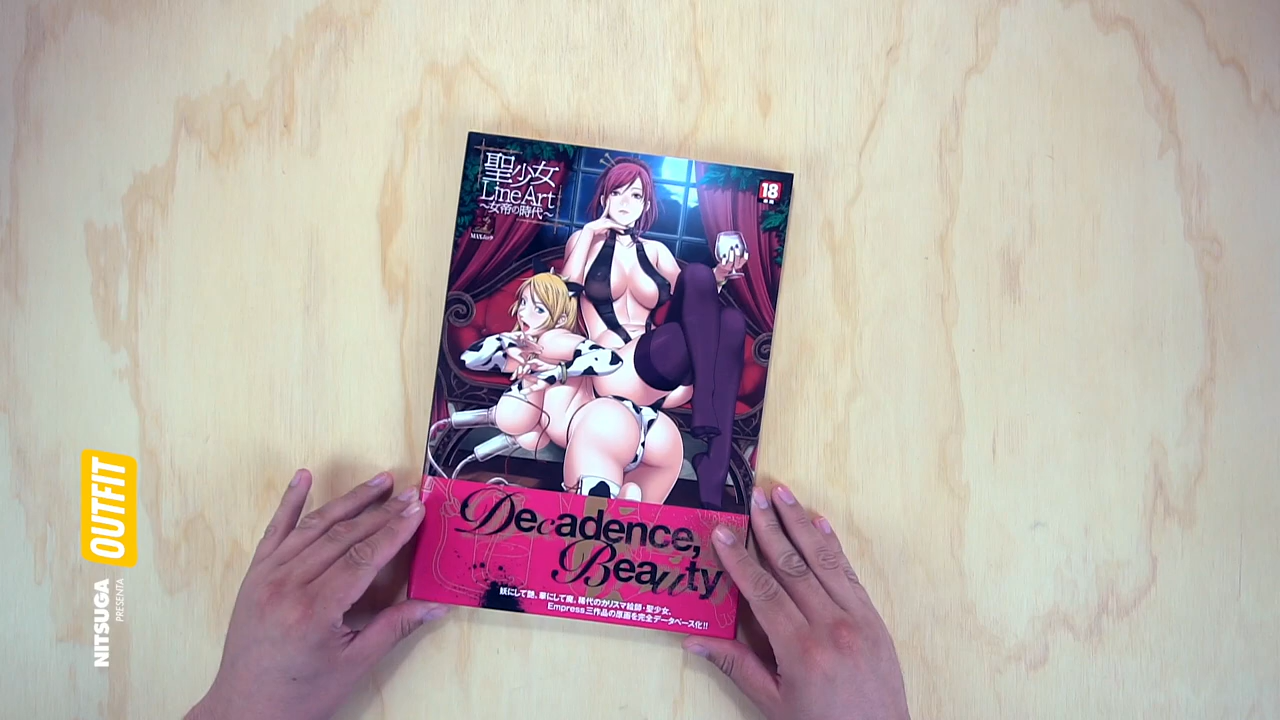 聖少女
LineArt
~女帝の時代~
18
Decadence,
Beauty
妖にして艶、華にして魔。稀代のカリスマ絵師・聖少女、
Empress三作品の原画を完全データベース化!!
OUTFIT
NITSUGA
PRESENTA